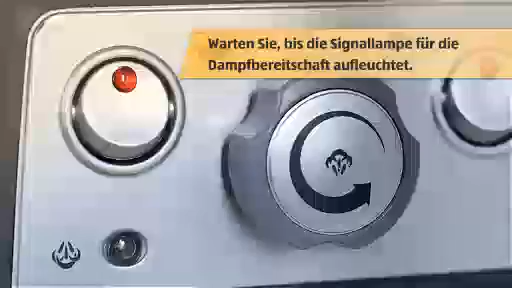 Warten Sie, bis die Signallampe für die
Dampfbereitschaft aufleuchtet.